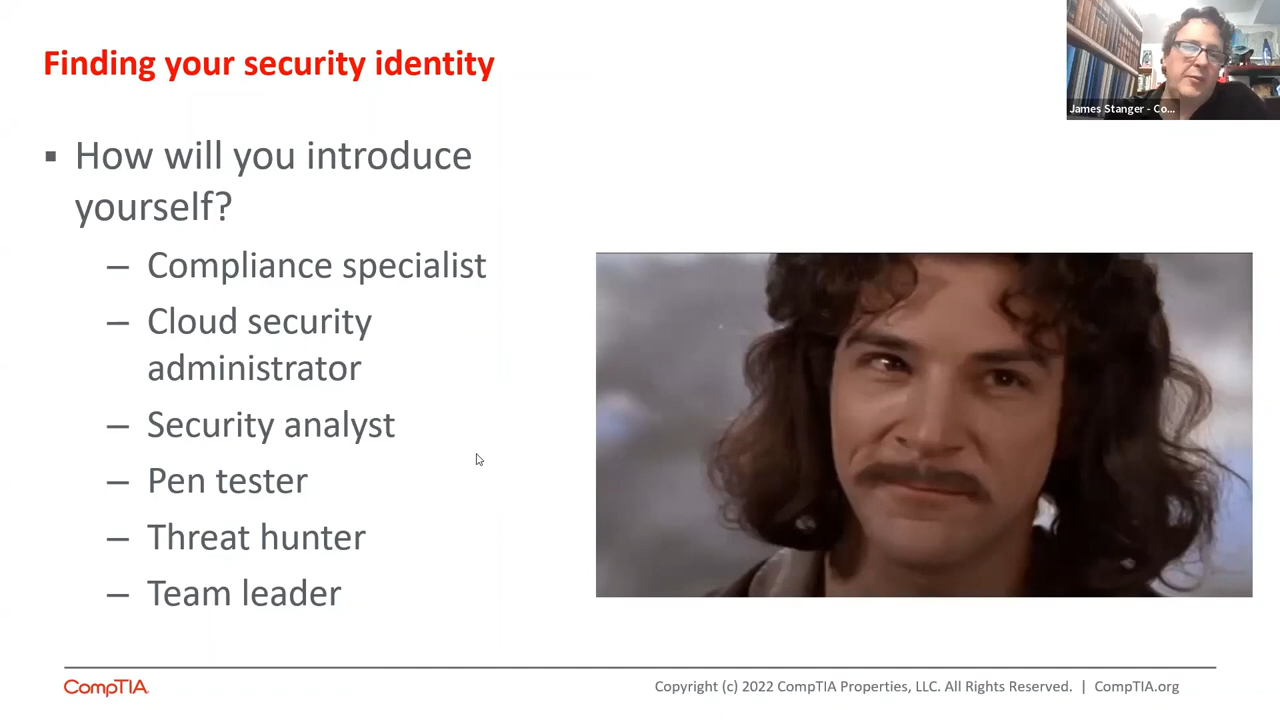 Finding your security identity
James Stanger - Co...
▪ How will you introduce
yourself?
– Compliance specialist
– Cloud security
administrator
– Security analyst
– Pen tester
– Threat hunter
– Team leader
CompTIA.
Copyright (c) 2022 CompTIA Properties, LLC. All Rights Reserved. | CompTIA.org